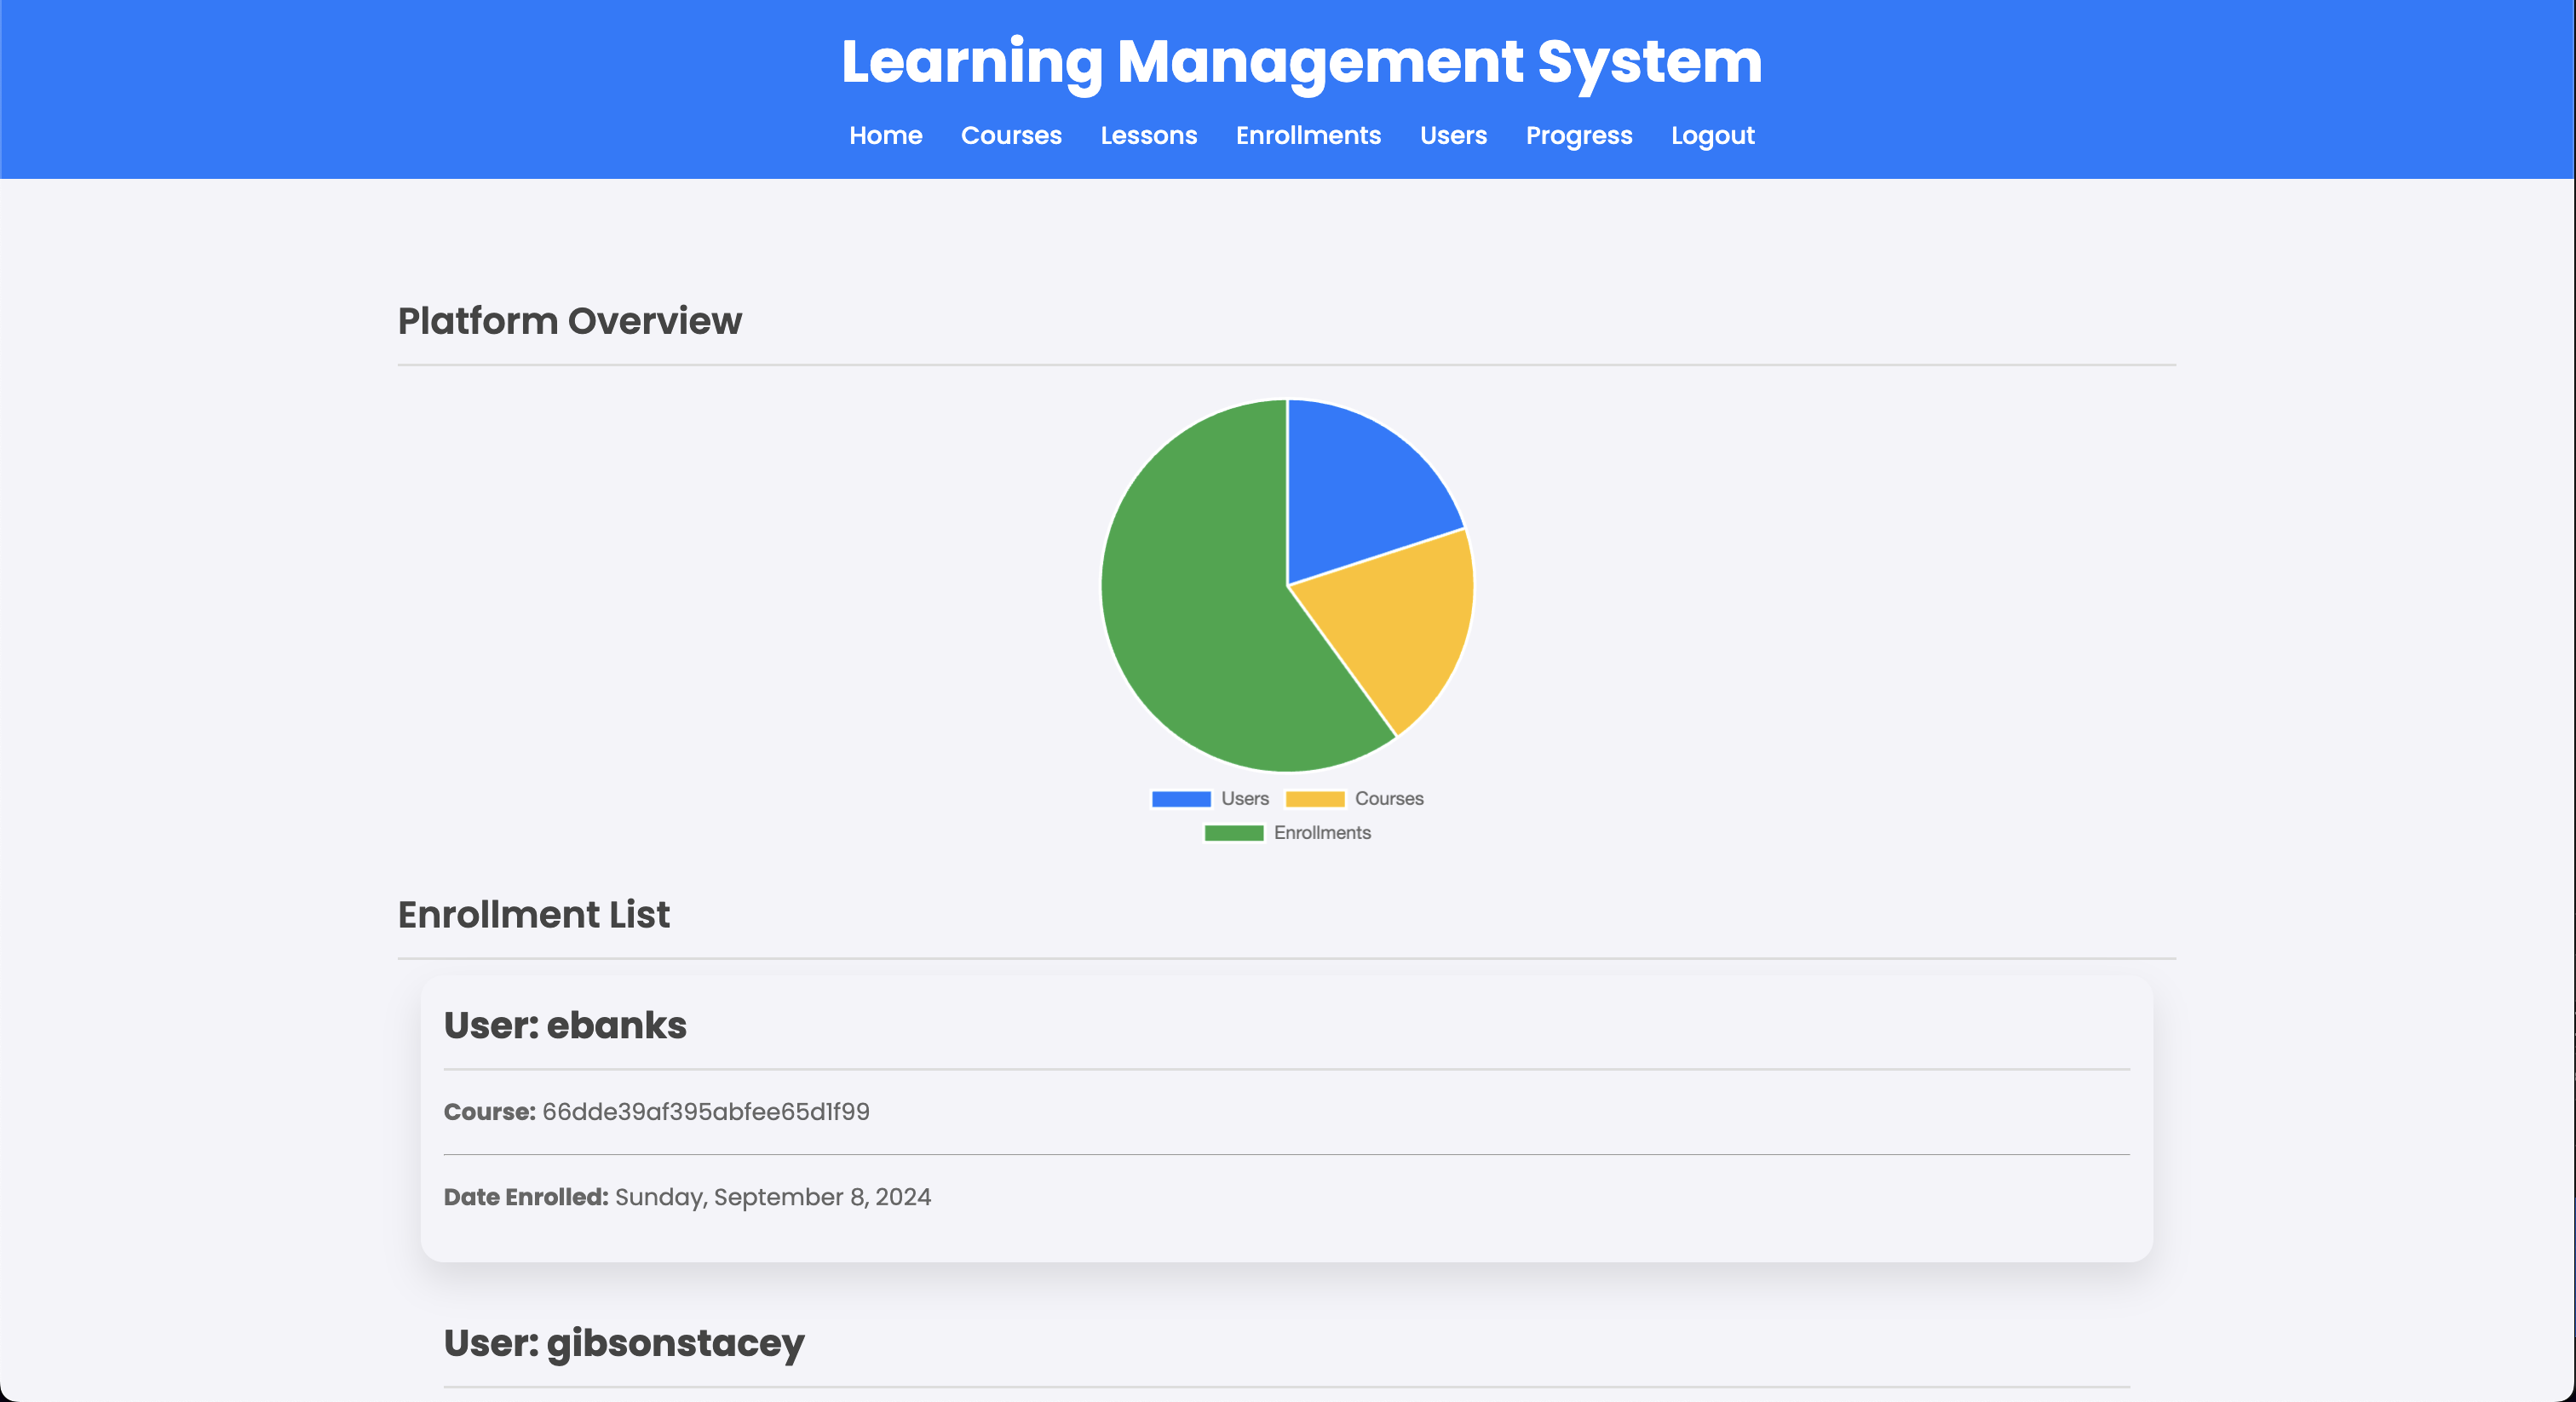 Learning Management System
Home Courses Lessons Enrollments Users Progress Logout
Platform Overview
Users Courses
Enrollments
Enrollment List
User: ebanks
Course: 66dde39af395abfee65d1f99
Date Enrolled: Sunday, September 8, 2024
User: gibsonstacey